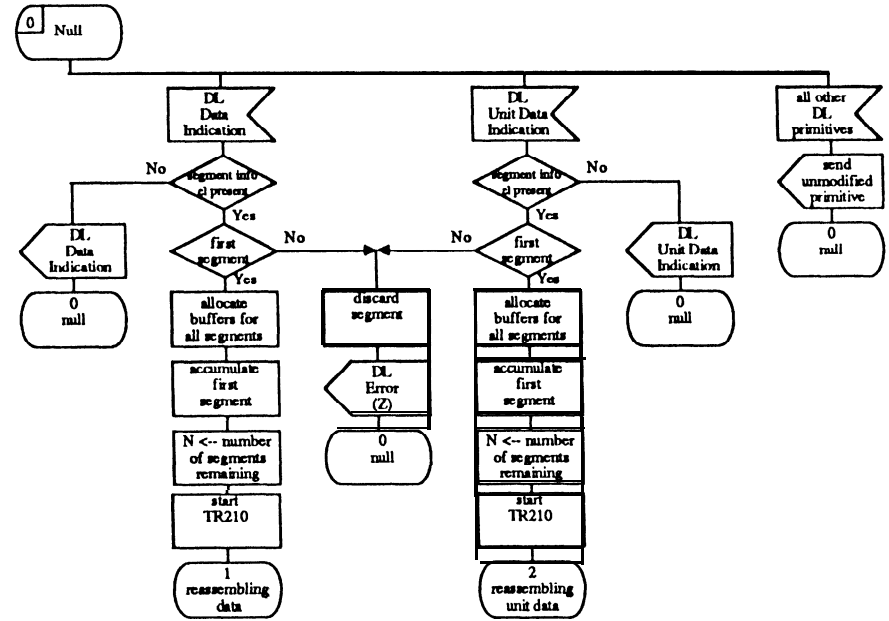 0
Null
DL
Data
Indication
DL
Unit Data
Indication
all other
DL
primitives
No
segment info
el present
Yes
segment info
el present
No
Yes
send
unmodified
primitive
0
null
DL
Data
Indication
0
null
first
segment
No
Yes
No
first
segment
Yes
DL
Unit Data
Indication
0
null
allocate
buffers for
all segments
discard
segment
allocate
buffers for
all segments
accumulate
first
segment
DL
Error
(Z)
accumulate
first
segment
N <-- number
of segments
remaining
0
null
N <-- number
of segments
remaining
start
TR210
start
TR210
1
reassembling
data
2
reassembling
unit data